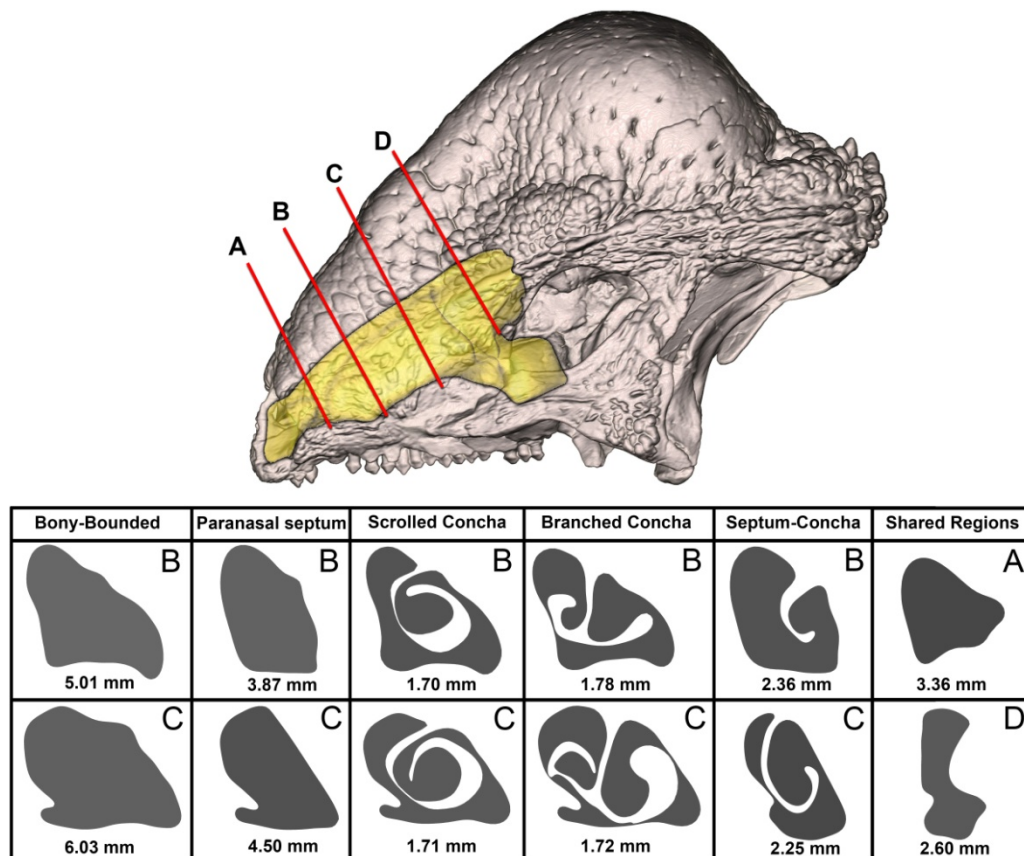 D
C
B
A
Bony-Bounded Paranasal septum Scrolled Concha Branched Concha Septum-Concha Shared Regions
B B B B B A
5.01 mm 3.87 mm 1.70 mm 1.78 mm 2.36 mm 3.36 mm
C C C C C D
6.03 mm 4.50 mm 1.71 mm 1.72 mm 2.25 mm 2.60 mm